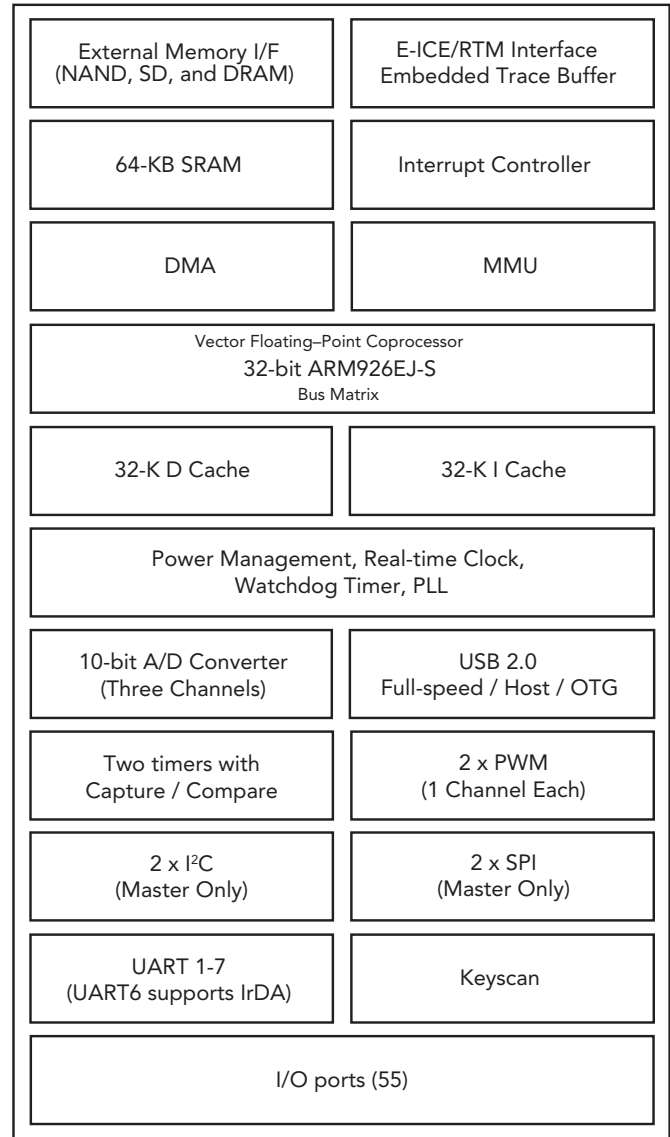 External Memory I/F
(NAND, SD, and DRAM)
E-ICE/RTM Interface
Embedded Trace Buffer
64-KB SRAM
Interrupt Controller
DMA
MMU
Vector Floating–Point Coprocessor
32-bit ARM926EJ-S
Bus Matrix
32-K D Cache
32-K I Cache
Power Management, Real-time Clock,
Watchdog Timer, PLL
10-bit A/D Converter
(Three Channels)
USB 2.0
Full-speed / Host / OTG
Two timers with
Capture / Compare
2 x PWM
(1 Channel Each)
2 x I²C
(Master Only)
2 x SPI
(Master Only)
UART 1-7
(UART6 supports IrDA)
Keyscan
I/O ports (55)